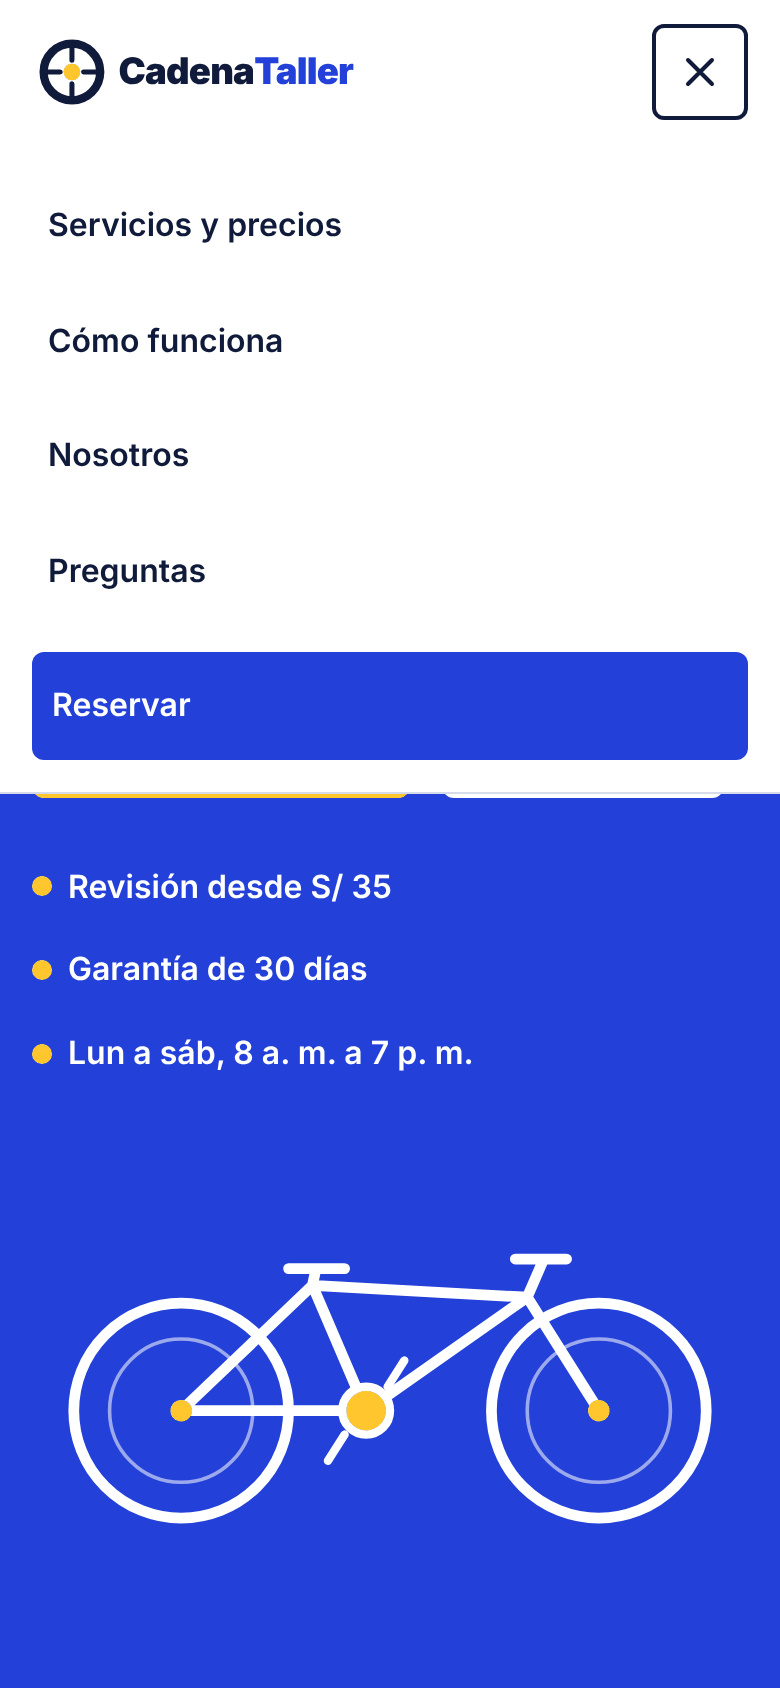 CadenaTaller
Servicios y precios
Cómo funciona
Nosotros
Preguntas
Reservar
Revisión desde S/ 35
Garantía de 30 días
Lun a sáb, 8 a. m. a 7 p. m.